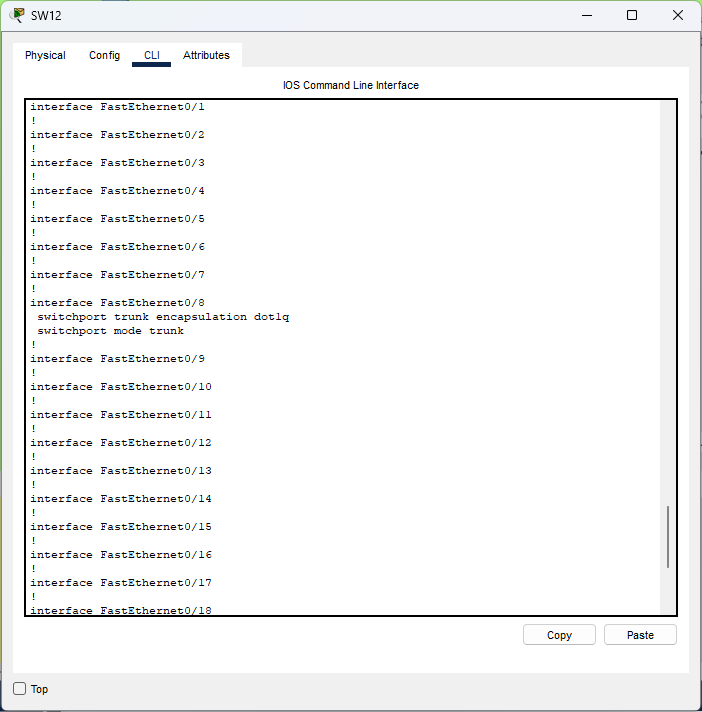 SW12
Physical Config CLI Attributes
IOS Command Line Interface
interface FastEthernet0/1
!
interface FastEthernet0/2
!
interface FastEthernet0/3
!
interface FastEthernet0/4
!
interface FastEthernet0/5
!
interface FastEthernet0/6
!
interface FastEthernet0/7
!
interface FastEthernet0/8
 switchport trunk encapsulation dot1q
 switchport mode trunk
!
interface FastEthernet0/9
!
interface FastEthernet0/10
!
interface FastEthernet0/11
!
interface FastEthernet0/12
!
interface FastEthernet0/13
!
interface FastEthernet0/14
!
interface FastEthernet0/15
!
interface FastEthernet0/16
!
interface FastEthernet0/17
!
interface FastEthernet0/18
Copy Paste
Top